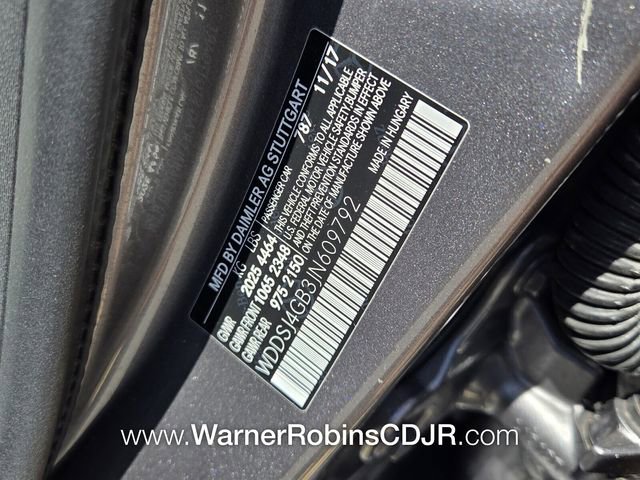 MFD BY DAIMLER AG STUTTGART
787 11/17
KG LBS PASSENGER CAR
GVWR 2025 4464 THIS VEHICLE CONFORMS TO ALL APPLICABLE
GAWR FRONT 1065 2348 U.S. FEDERAL MOTOR VEHICLE SAFETY, BUMPER
GAWR REAR 975 2150 & THEFT PREVENTION STANDARDS IN EFFECT
ON THE DATE OF MANUFACTURE SHOWN ABOVE
WDDSJ4GB3JN609792 MADE IN HUNGARY
www.WarnerRobinsCDJR.com